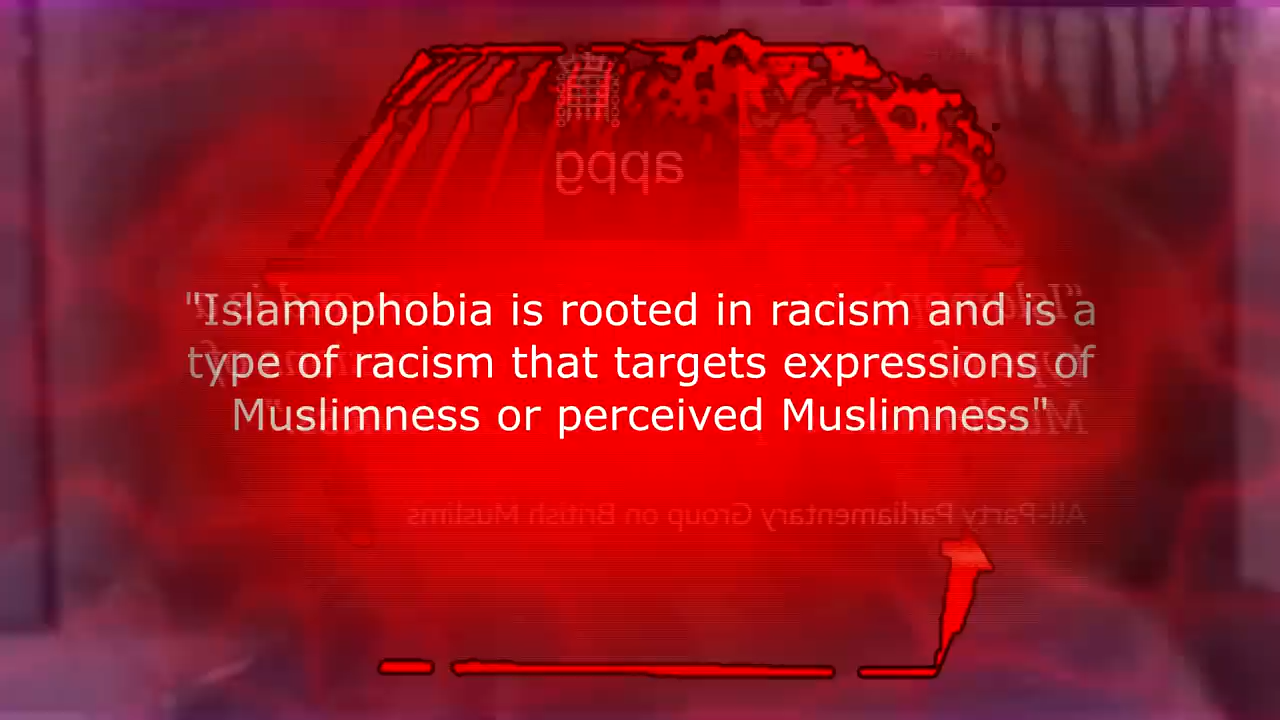 appg
"Islamophobia is rooted in racism and is a
type of racism that targets expressions of
Muslimness or perceived Muslimness"
All-Party Parliamentary Group on British Muslims